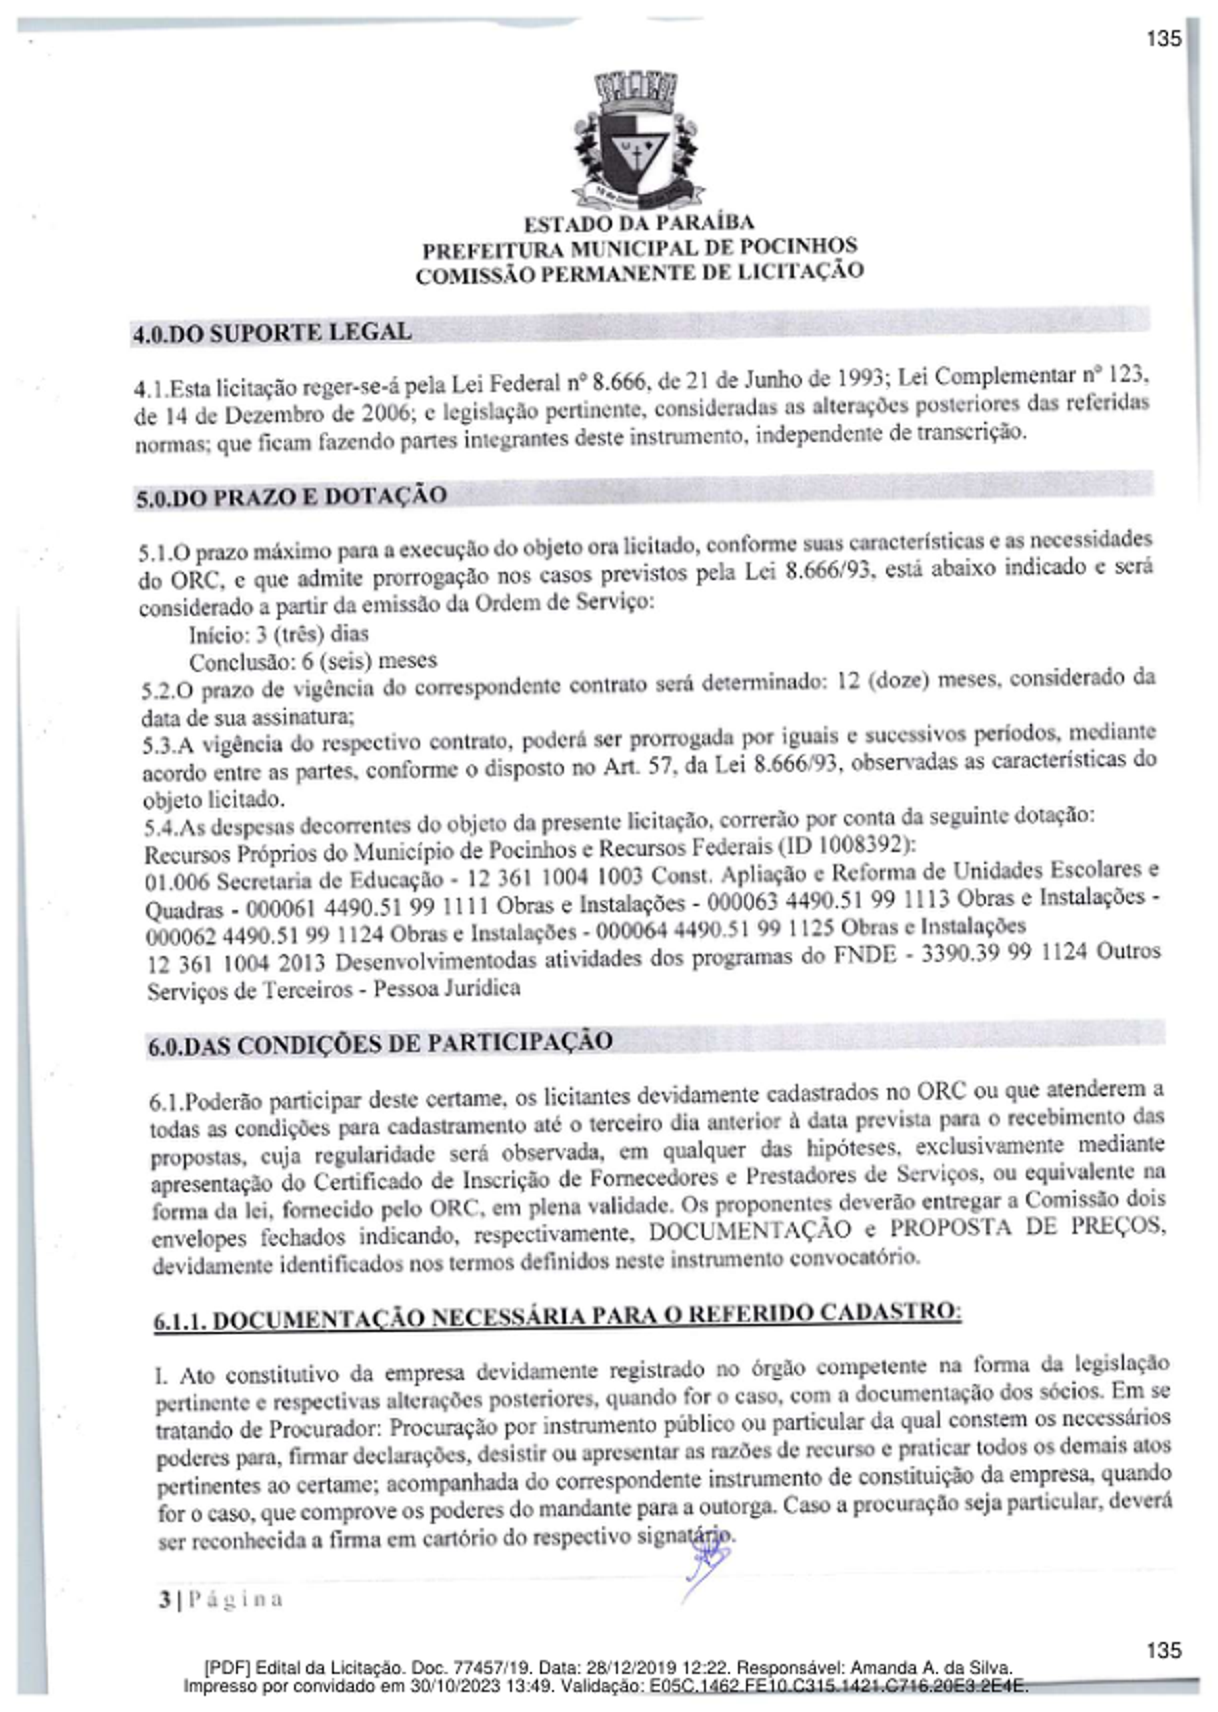 135
ESTADO DA PARAÍBA
PREFEITURA MUNICIPAL DE POCINHOS
COMISSÃO PERMANENTE DE LICITAÇÃO
4.0.DO SUPORTE LEGAL
4.1.Esta licitação reger-se-á pela Lei Federal nº 8.666, de 21 de Junho de 1993; Lei Complementar nº 123,
de 14 de Dezembro de 2006; e legislação pertinente, consideradas as alterações posteriores das referidas
normas; que ficam fazendo partes integrantes deste instrumento, independente de transcrição.
5.0.DO PRAZO E DOTAÇÃO
5.1.O prazo máximo para a execução do objeto ora licitado, conforme suas características e as necessidades
do ORC, e que admite prorrogação nos casos previstos pela Lei 8.666/93, está abaixo indicado e será
considerado a partir da emissão da Ordem de Serviço:
Início: 3 (três) dias
Conclusão: 6 (seis) meses
5.2.O prazo de vigência do correspondente contrato será determinado: 12 (doze) meses, considerado da
data de sua assinatura;
5.3.A vigência do respectivo contrato, poderá ser prorrogada por iguais e sucessivos períodos, mediante
acordo entre as partes, conforme o disposto no Art. 57, da Lei 8.666/93, observadas as características do
objeto licitado.
5.4.As despesas decorrentes do objeto da presente licitação, correrão por conta da seguinte dotação:
Recursos Próprios do Município de Pocinhos e Recursos Federais (ID 1008392):
01.006 Secretaria de Educação - 12 361 1004 1003 Const. Apliação e Reforma de Unidades Escolares e
Quadras - 000061 4490.51 99 1111 Obras e Instalações - 000063 4490.51 99 1113 Obras e Instalações -
000062 4490.51 99 1124 Obras e Instalações - 000064 4490.51 99 1125 Obras e Instalações
12 361 1004 2013 Desenvolvimentodas atividades dos programas do FNDE - 3390.39 99 1124 Outros
Serviços de Terceiros - Pessoa Jurídica
6.0.DAS CONDIÇÕES DE PARTICIPAÇÃO
6.1.Poderão participar deste certame, os licitantes devidamente cadastrados no ORC ou que atenderem a
todas as condições para cadastramento até o terceiro dia anterior à data prevista para o recebimento das
propostas, cuja regularidade será observada, em qualquer das hipóteses, exclusivamente mediante
apresentação do Certificado de Inscrição de Fornecedores e Prestadores de Serviços, ou equivalente na
forma da lei, fornecido pelo ORC, em plena validade. Os proponentes deverão entregar a Comissão dois
envelopes fechados indicando, respectivamente, DOCUMENTAÇÃO e PROPOSTA DE PREÇOS,
devidamente identificados nos termos definidos neste instrumento convocatório.
6.1.1. DOCUMENTAÇÃO NECESSÁRIA PARA O REFERIDO CADASTRO:
I. Ato constitutivo da empresa devidamente registrado no órgão competente na forma da legislação
pertinente e respectivas alterações posteriores, quando for o caso, com a documentação dos sócios. Em se
tratando de Procurador: Procuração por instrumento público ou particular da qual constem os necessários
poderes para, firmar declarações, desistir ou apresentar as razões de recurso e praticar todos os demais atos
pertinentes ao certame; acompanhada do correspondente instrumento de constituição da empresa, quando
for o caso, que comprove os poderes do mandante para a outorga. Caso a procuração seja particular, deverá
ser reconhecida a firma em cartório do respectivo signatário.
3 | Página
135
[PDF] Edital da Licitação. Doc. 77457/19. Data: 28/12/2019 12:22. Responsável: Amanda A. da Silva.
Impresso por convidado em 30/10/2023 13:49. Validação: E05C.1462.FE10.C315.1421.C716.20E3.2E4E.